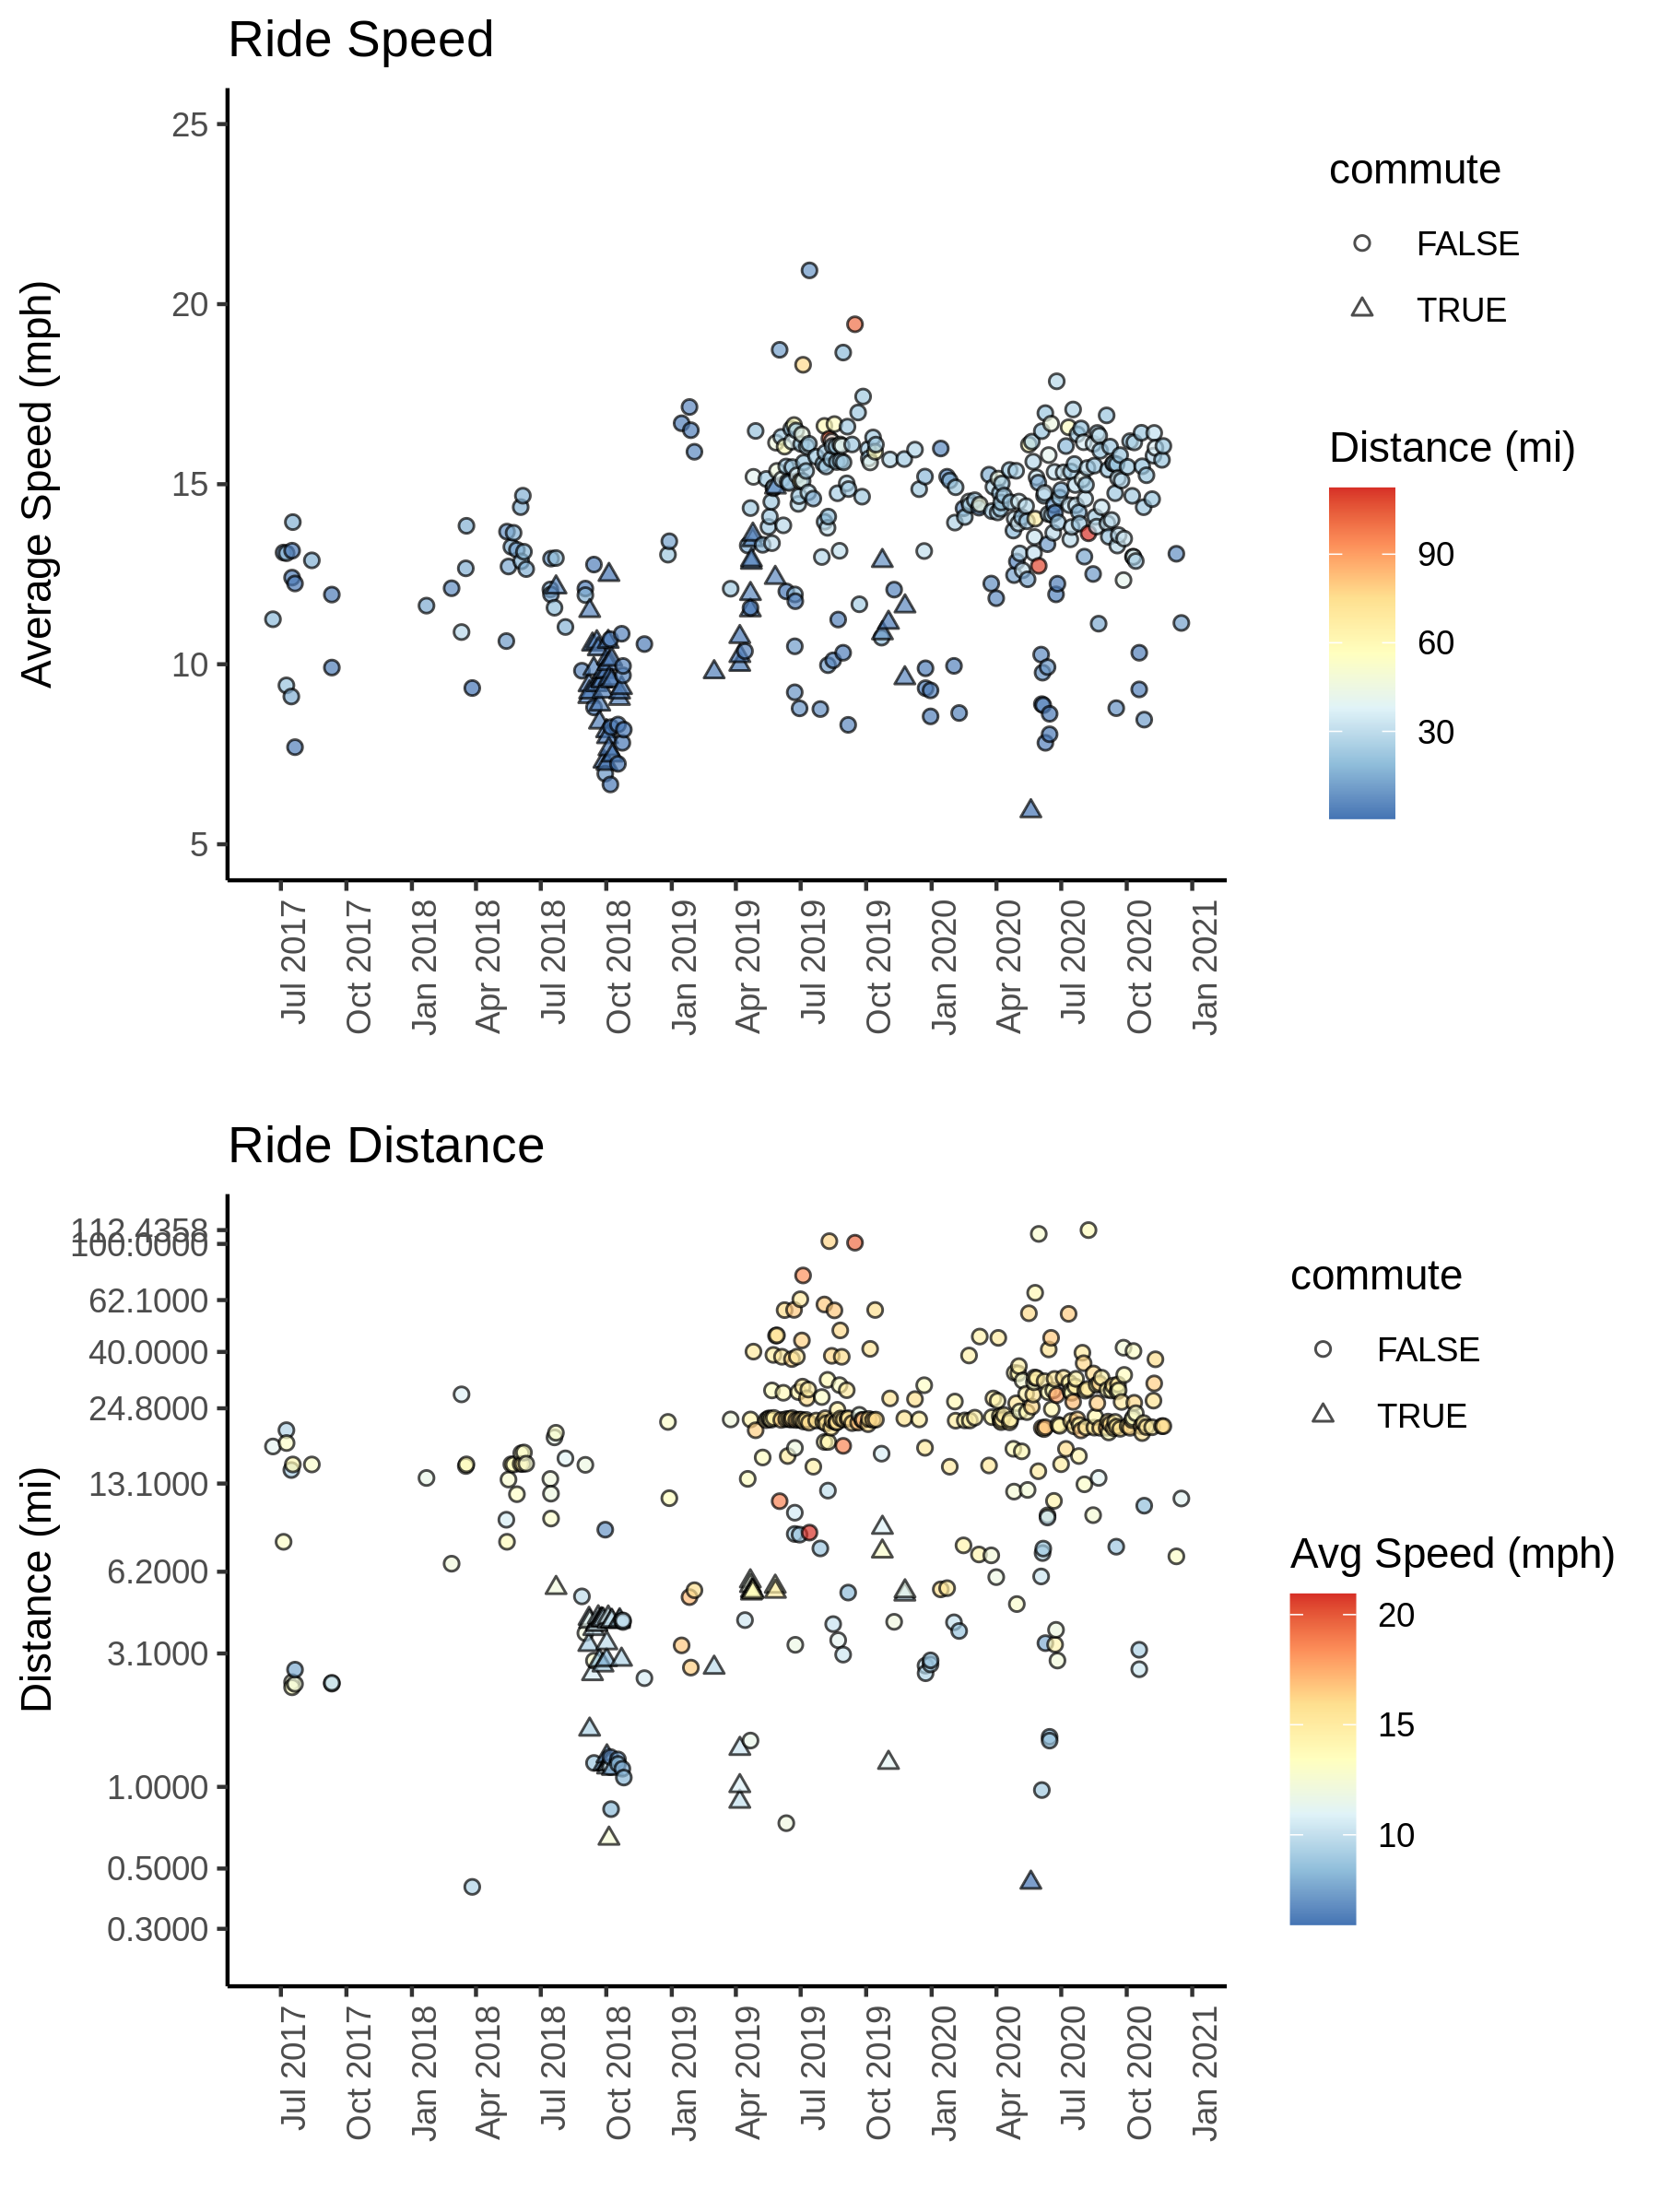 Ride Speed
Average Speed (mph)
25
20
15
10
5
Jul 2017
Oct 2017
Jan 2018
Apr 2018
Jul 2018
Oct 2018
Jan 2019
Apr 2019
Jul 2019
Oct 2019
Jan 2020
Apr 2020
Jul 2020
Oct 2020
Jan 2021
commute
FALSE
TRUE
Distance (mi)
90
60
30
Ride Distance
Distance (mi)
112.4358
100.0000
62.1000
40.0000
24.8000
13.1000
6.2000
3.1000
1.0000
0.5000
0.3000
Jul 2017
Oct 2017
Jan 2018
Apr 2018
Jul 2018
Oct 2018
Jan 2019
Apr 2019
Jul 2019
Oct 2019
Jan 2020
Apr 2020
Jul 2020
Oct 2020
Jan 2021
commute
FALSE
TRUE
Avg Speed (mph)
20
15
10